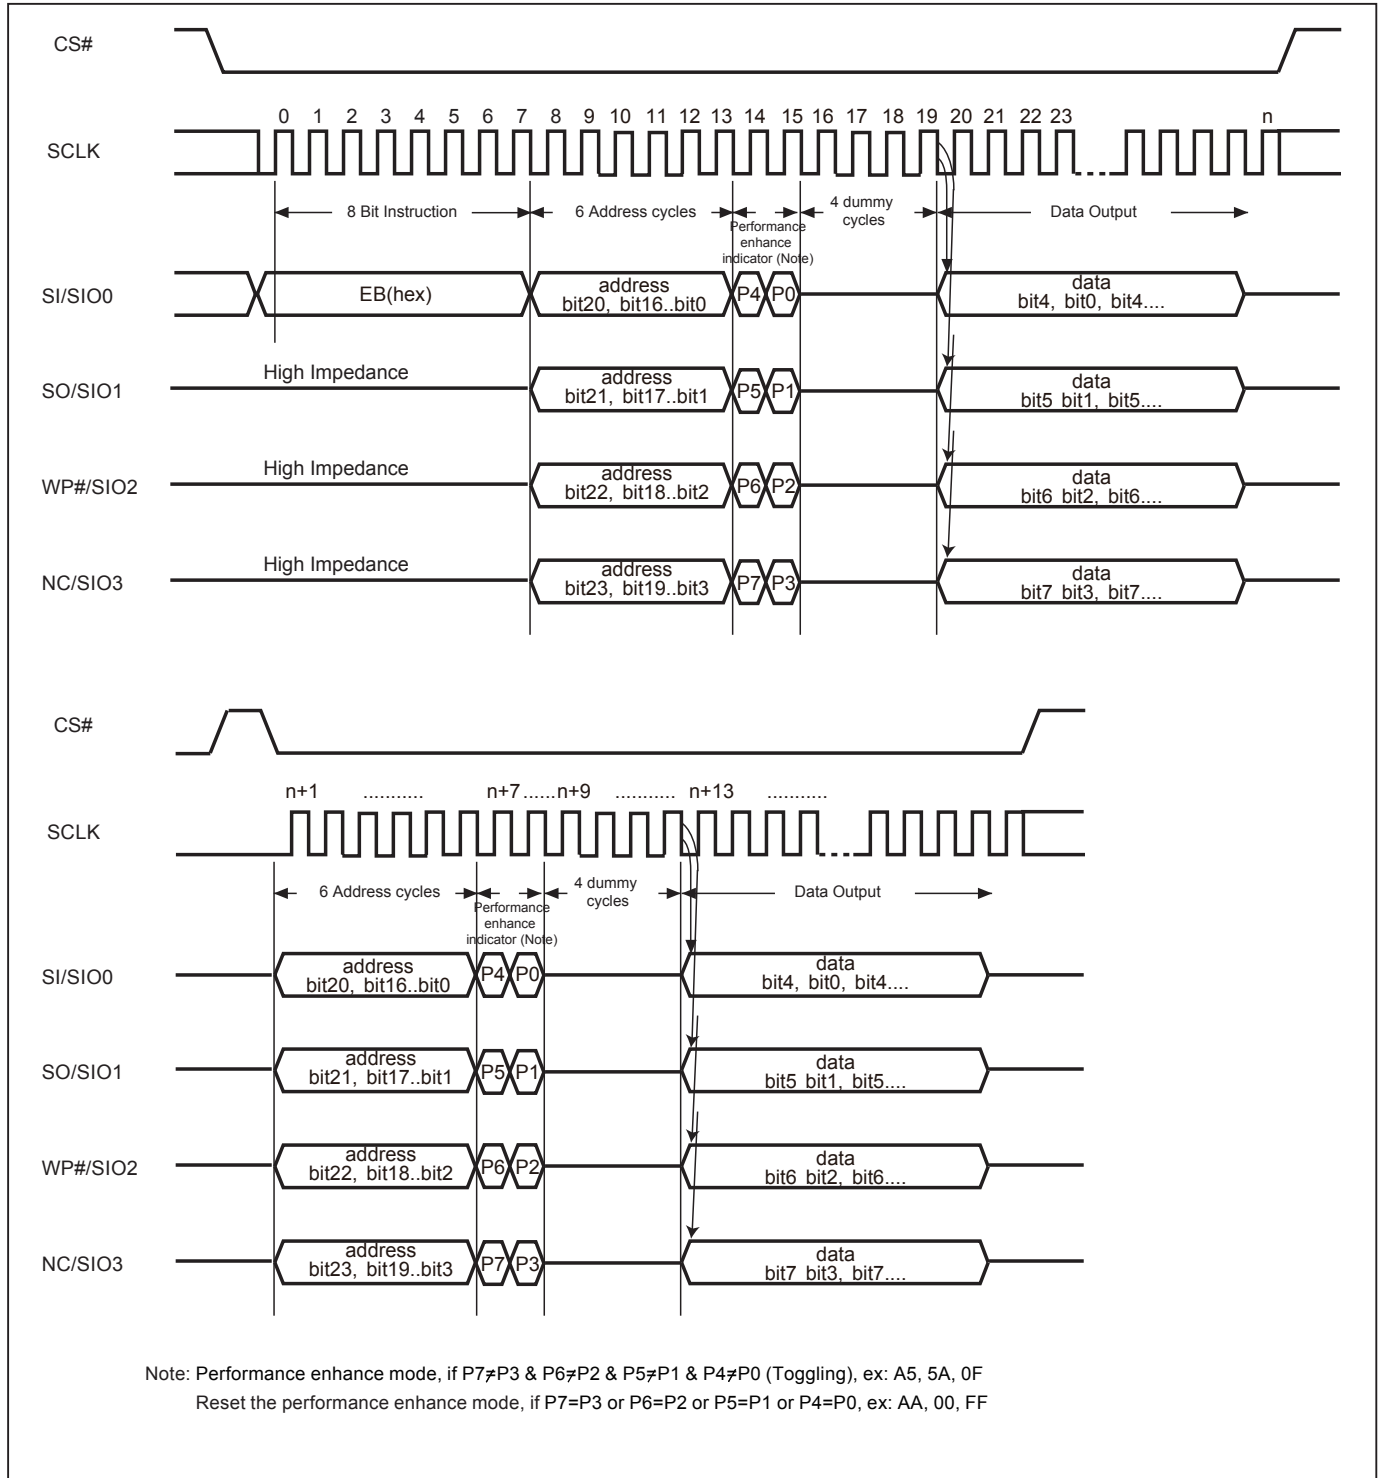 CS#
0 1 2 3 4 5 6 7 8 9 10 11 12 13 14 15 16 17 18 19 20 21 22 23 n
SCLK
8 Bit Instruction 6 Address cycles 4 dummy cycles Data Output
Performance
enhance
indicator (Note)
SI/SIO0 EB(hex) address
bit20, bit16..bit0 P4 P0 data
bit4, bit0, bit4....
SO/SIO1 High Impedance address
bit21, bit17..bit1 P5 P1 data
bit5 bit1, bit5....
WP#/SIO2 High Impedance address
bit22, bit18..bit2 P6 P2 data
bit6 bit2, bit6....
NC/SIO3 High Impedance address
bit23, bit19..bit3 P7 P3 data
bit7 bit3, bit7....
CS#
n+1 ........... n+7 ...... n+9 ........... n+13 ...........
SCLK
6 Address cycles 4 dummy cycles Data Output
Performance
enhance
indicator (Note)
SI/SIO0 address
bit20, bit16..bit0 P4 P0 data
bit4, bit0, bit4....
SO/SIO1 address
bit21, bit17..bit1 P5 P1 data
bit5 bit1, bit5....
WP#/SIO2 address
bit22, bit18..bit2 P6 P2 data
bit6 bit2, bit6....
NC/SIO3 address
bit23, bit19..bit3 P7 P3 data
bit7 bit3, bit7....
Note: Performance enhance mode, if P7≠P3 & P6≠P2 & P5≠P1 & P4≠P0 (Toggling), ex: A5, 5A, 0F
Reset the performance enhance mode, if P7=P3 or P6=P2 or P5=P1 or P4=P0, ex: AA, 00, FF